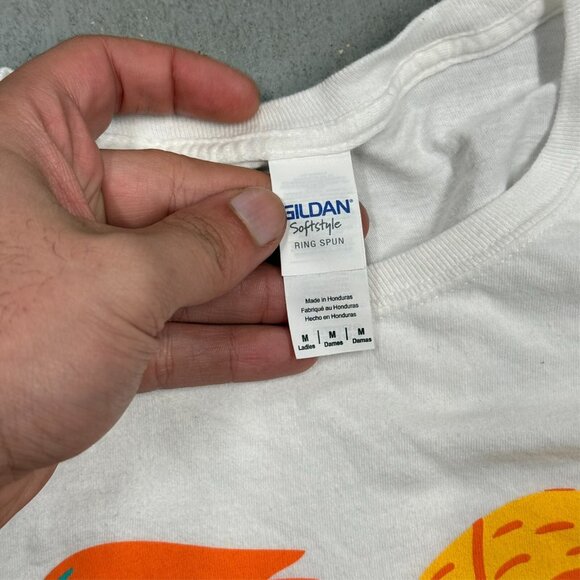 GILDAN®
Softstyle
RING SPUN
Made in Honduras
Fabriqué au Honduras
Hecho en Honduras
M | M | M
Ladies | Dames | Damas